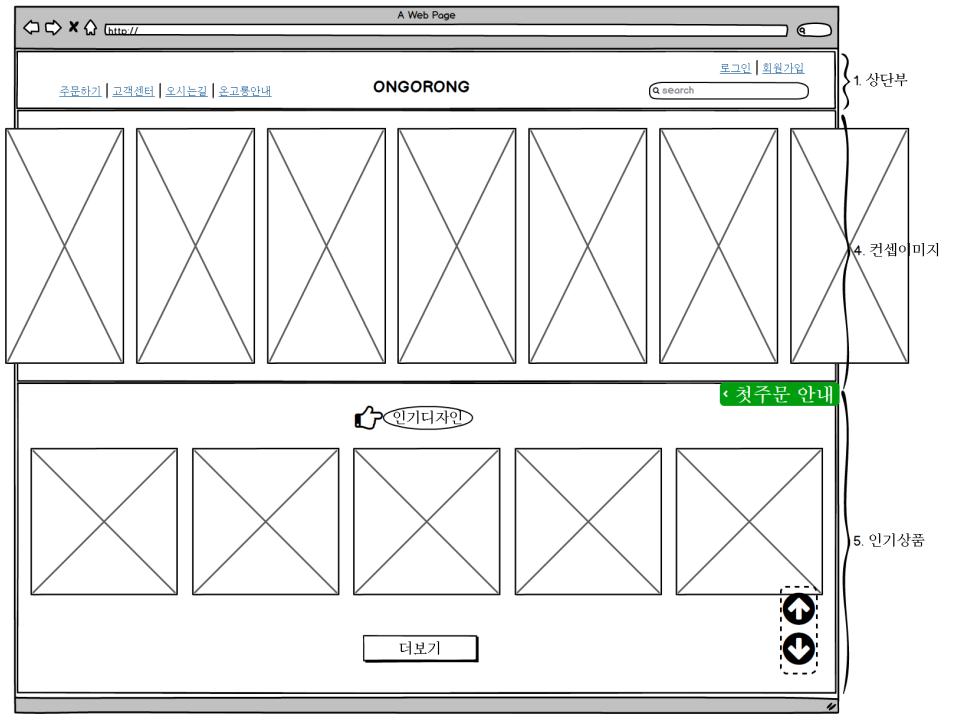 A Web Page
http://
로그인 | 회원가입
주문하기 | 고객센터 | 오시는길 | 온고롱안내
ONGORONG
search
1. 상단부
4. 컨셉이미지
첫주문 안내
인기디자인
5. 인기상품
더보기